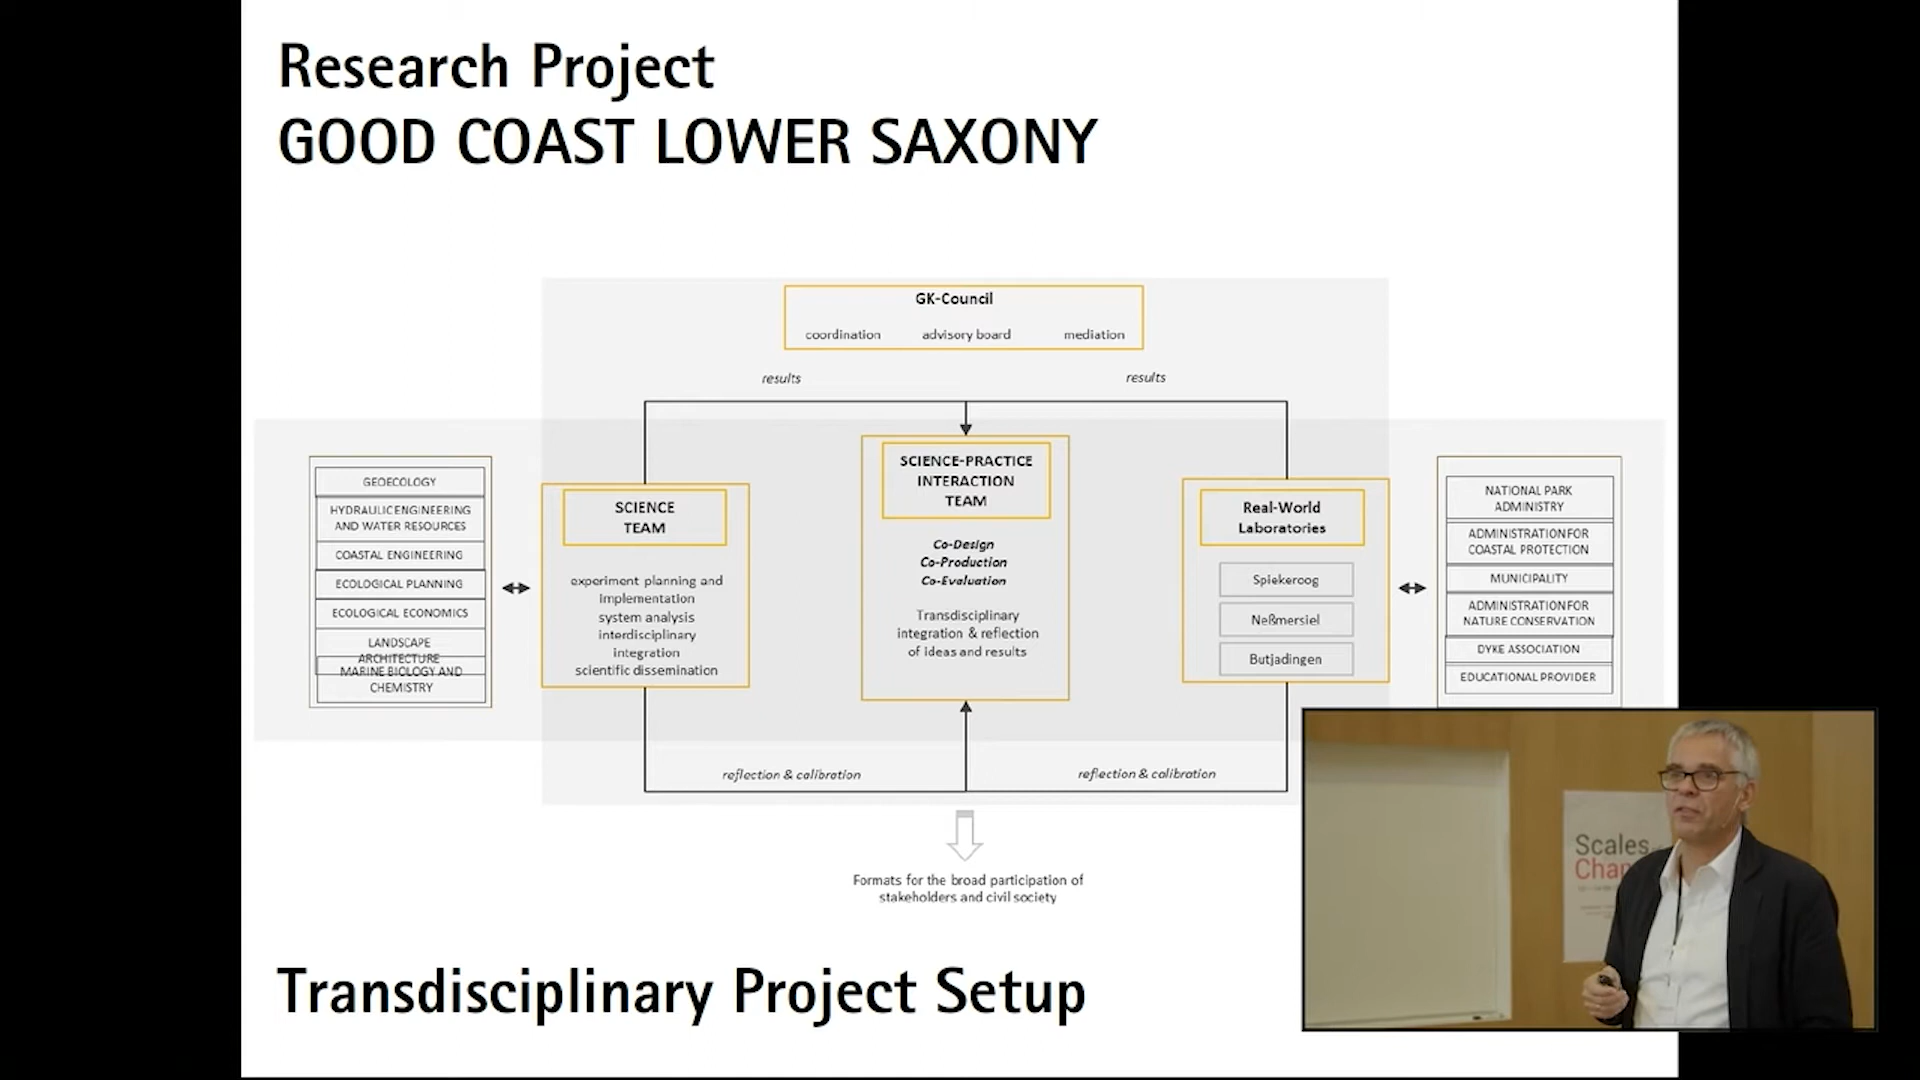 Research Project
GOOD COAST LOWER SAXONY
GK-Council
coordination advisory board mediation
results results
GEOECOLOGY
HYDRAULIC ENGINEERING
AND WATER RESOURCES
COASTAL ENGINEERING
ECOLOGICAL PLANNING
ECOLOGICAL ECONOMICS
LANDSCAPE
ARCHITECTURE
MARINE BIOLOGY AND
CHEMISTRY
SCIENCE
TEAM
experiment planning and
implementation
system analysis
interdisciplinary
integration
scientific dissemination
SCIENCE-PRACTICE
INTERACTION
TEAM
Co-Design
Co-Production
Co-Evaluation
Transdisciplinary
integration & reflection
of ideas and results
Real-World
Laboratories
Spiekeroog
Neßmersiel
Butjadingen
NATIONAL PARK
ADMINISTRY
ADMINISTRATION FOR
COASTAL PROTECTION
MUNICIPALITY
ADMINISTRATION FOR
NATURE CONSERVATION
DYKE ASSOCIATION
EDUCATIONAL PROVIDER
reflection & calibration reflection & calibration
Formats for the broad participation of
stakeholders and civil society
Transdisciplinary Project Setup
Scales